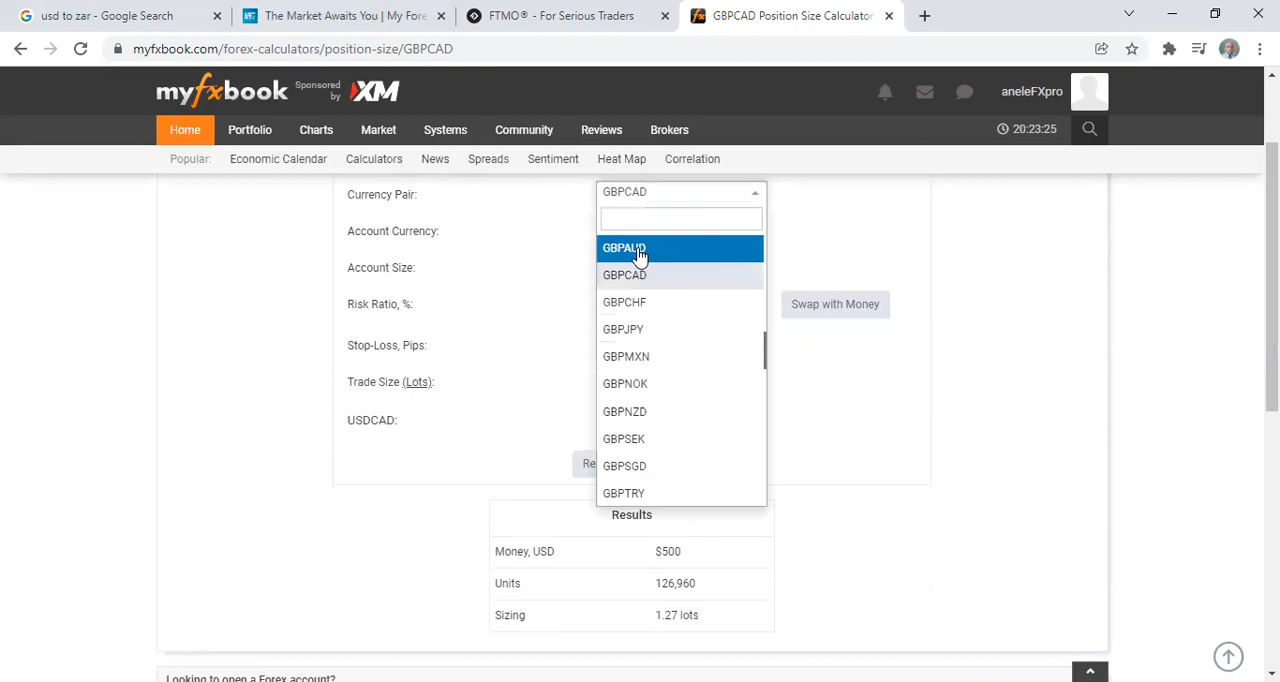 usd to zar - Google Search
The Market Awaits You | My Fore
FTMO® - For Serious Traders
GBPCAD Position Size Calculator
myfxbook.com/forex-calculators/position-size/GBPCAD
myfxbook Sponsored by XM
aneleFXpro
Home Portfolio Charts Market Systems Community Reviews Brokers 20:23:25
Popular: Economic Calendar Calculators News Spreads Sentiment Heat Map Correlation
Currency Pair: GBPCAD
Account Currency:
GBPAUD
Account Size:
GBPCAD
Risk Ratio, %: GBPCHF Swap with Money
GBPJPY
Stop-Loss, Pips:
GBPMXN
Trade Size (Lots): GBPNOK
GBPNZD
USDCAD:
GBPSEK
Re GBPSGD
GBPTRY
Results
Money, USD $500
Units 126,960
Sizing 1.27 lots
Looking to open a Forex account?